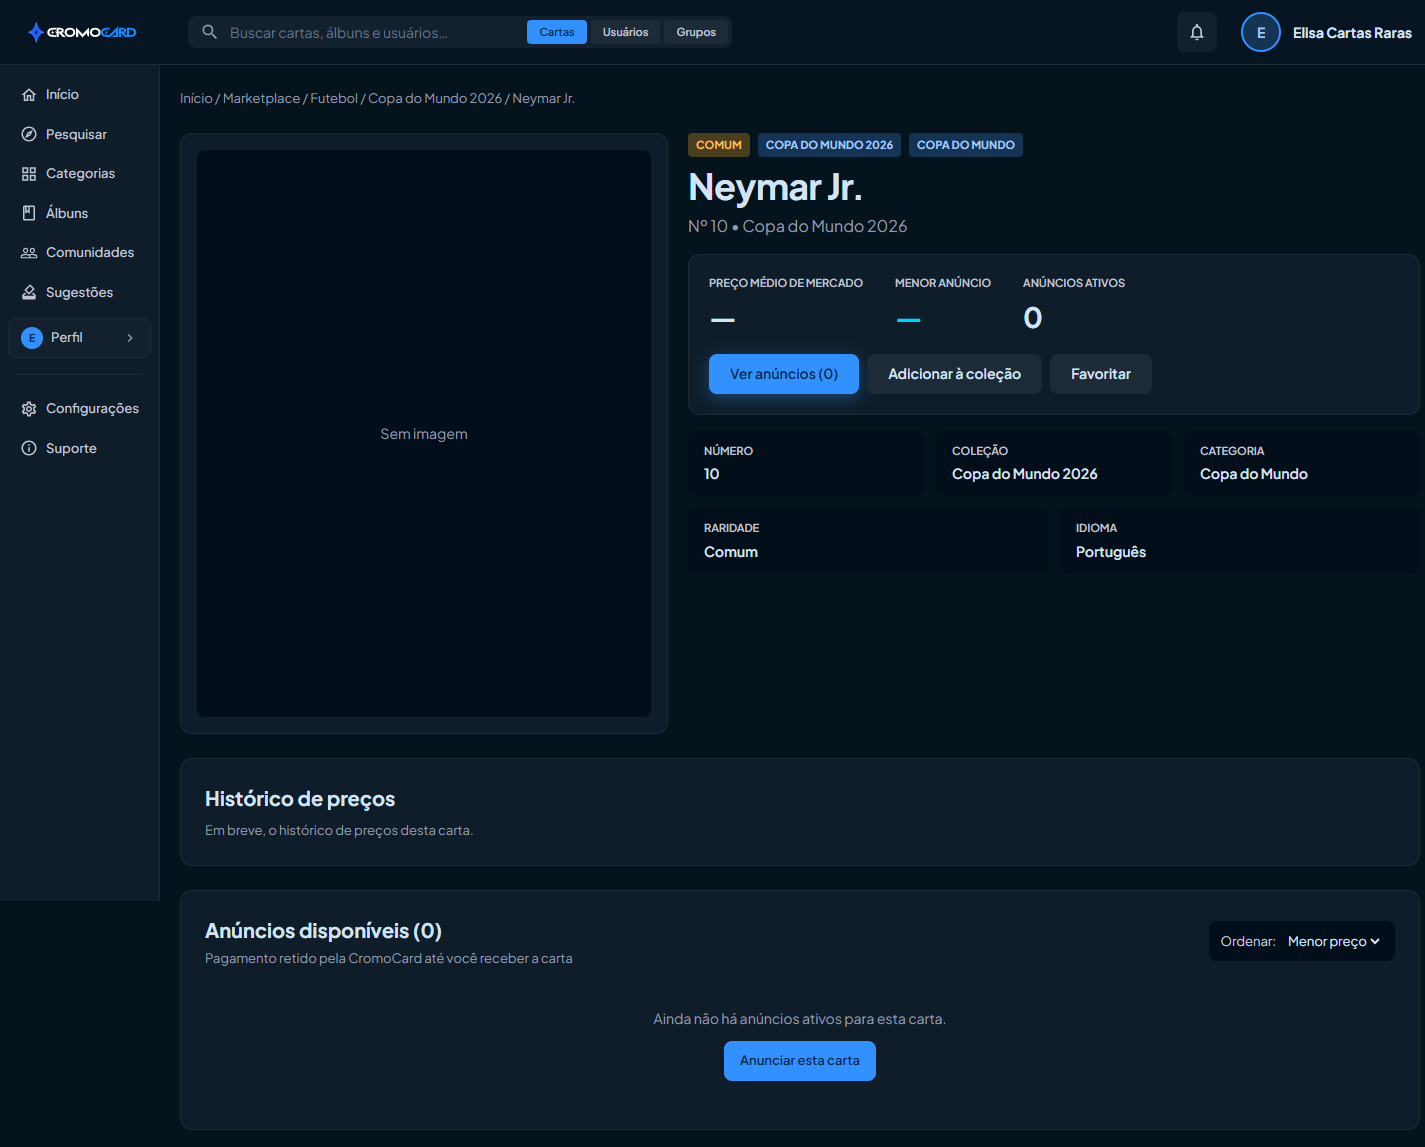 CROMOCARD
Buscar cartas, álbuns e usuários...
Cartas
Usuários
Grupos
E
Elisa Cartas Raras
Início
Pesquisar
Categorias
Álbuns
Comunidades
Sugestões
E
Perfil
Configurações
Suporte
Início / Marketplace / Futebol / Copa do Mundo 2026 / Neymar Jr.
Sem imagem
COMUM
COPA DO MUNDO 2026
COPA DO MUNDO
Neymar Jr.
Nº 10 • Copa do Mundo 2026
PREÇO MÉDIO DE MERCADO
—
MENOR ANÚNCIO
—
ANÚNCIOS ATIVOS
0
Ver anúncios (0)
Adicionar à coleção
Favoritar
NÚMERO
10
COLEÇÃO
Copa do Mundo 2026
CATEGORIA
Copa do Mundo
RARIDADE
Comum
IDIOMA
Português
Histórico de preços
Em breve, o histórico de preços desta carta.
Anúncios disponíveis (0)
Pagamento retido pela CromoCard até você receber a carta
Ordenar: Menor preço
Ainda não há anúncios ativos para esta carta.
Anunciar esta carta